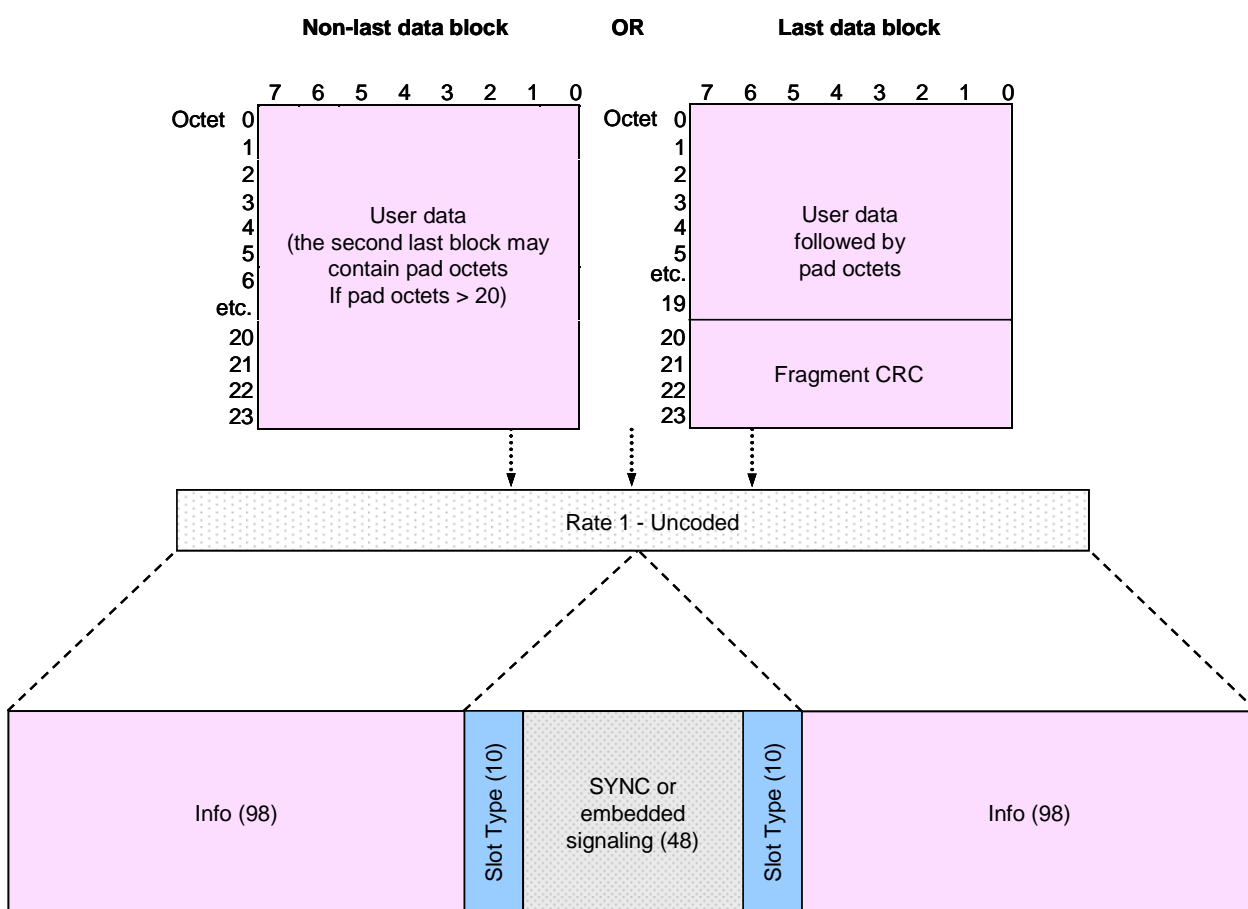 Non-last data block OR Last data block
7 6 5 4 3 2 1 0
Octet 0
1
2
3
4
5
6
etc.
20
21
22
23
User data
(the second last block may
contain pad octets
If pad octets > 20)
7 6 5 4 3 2 1 0
Octet 0
1
2
3
4
5
etc.
19
20
21
22
23
User data
followed by
pad octets
Fragment CRC
Rate 1 - Uncoded
Info (98)
Slot Type (10)
SYNC or
embedded
signaling (48)
Slot Type (10)
Info (98)